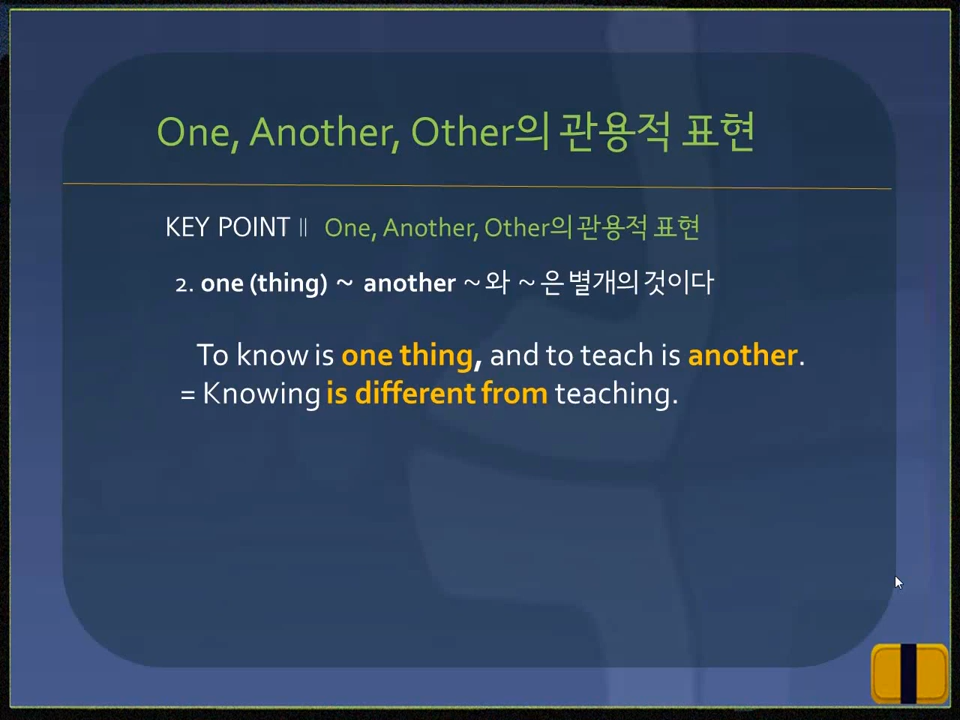 One, Another, Other의 관용적 표현
KEY POINT Ⅱ One, Another, Other의 관용적 표현
2. one (thing) ~ another ~ 와 ~ 은 별개의 것이다
To know is one thing, and to teach is another.
= Knowing is different from teaching.